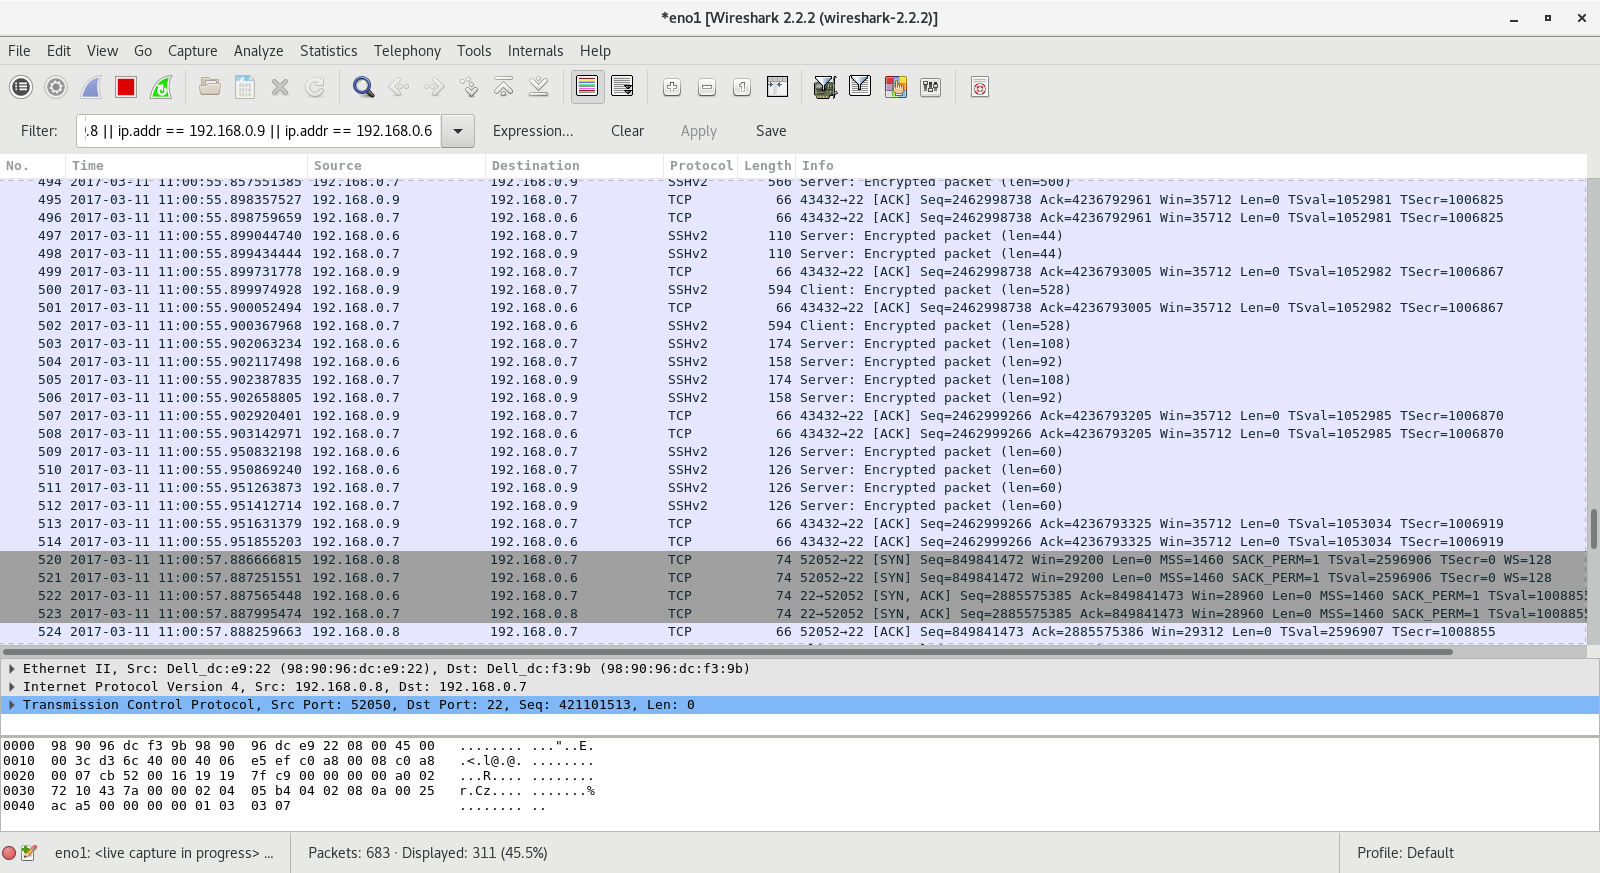 *eno1 [Wireshark 2.2.2 (wireshark-2.2.2)]
File Edit View Go Capture Analyze Statistics Telephony Tools Internals Help
Filter: .8 || ip.addr == 192.168.0.9 || ip.addr == 192.168.0.6 Expression... Clear Apply Save
No. Time Source Destination Protocol Length Info
494 2017-03-11 11:00:55.857551385 192.168.0.7 192.168.0.9 SSHv2 566 Server: Encrypted packet (len=500)
495 2017-03-11 11:00:55.898357527 192.168.0.9 192.168.0.7 TCP 66 43432→22 [ACK] Seq=2462998738 Ack=4236792961 Win=35712 Len=0 TSval=1052981 TSecr=1006825
496 2017-03-11 11:00:55.898759659 192.168.0.7 192.168.0.6 TCP 66 43432→22 [ACK] Seq=2462998738 Ack=4236792961 Win=35712 Len=0 TSval=1052981 TSecr=1006825
497 2017-03-11 11:00:55.899044740 192.168.0.6 192.168.0.7 SSHv2 110 Server: Encrypted packet (len=44)
498 2017-03-11 11:00:55.899434444 192.168.0.7 192.168.0.9 SSHv2 110 Server: Encrypted packet (len=44)
499 2017-03-11 11:00:55.899731778 192.168.0.9 192.168.0.7 TCP 66 43432→22 [ACK] Seq=2462998738 Ack=4236793005 Win=35712 Len=0 TSval=1052982 TSecr=1006867
500 2017-03-11 11:00:55.899974928 192.168.0.9 192.168.0.7 SSHv2 594 Client: Encrypted packet (len=528)
501 2017-03-11 11:00:55.900052494 192.168.0.7 192.168.0.6 TCP 66 43432→22 [ACK] Seq=2462998738 Ack=4236793005 Win=35712 Len=0 TSval=1052982 TSecr=1006867
502 2017-03-11 11:00:55.900367968 192.168.0.7 192.168.0.6 SSHv2 594 Client: Encrypted packet (len=528)
503 2017-03-11 11:00:55.902063234 192.168.0.6 192.168.0.7 SSHv2 174 Server: Encrypted packet (len=108)
504 2017-03-11 11:00:55.902117498 192.168.0.6 192.168.0.7 SSHv2 158 Server: Encrypted packet (len=92)
505 2017-03-11 11:00:55.902387835 192.168.0.7 192.168.0.9 SSHv2 174 Server: Encrypted packet (len=108)
506 2017-03-11 11:00:55.902658805 192.168.0.7 192.168.0.9 SSHv2 158 Server: Encrypted packet (len=92)
507 2017-03-11 11:00:55.902920401 192.168.0.9 192.168.0.7 TCP 66 43432→22 [ACK] Seq=2462999266 Ack=4236793205 Win=35712 Len=0 TSval=1052985 TSecr=1006870
508 2017-03-11 11:00:55.903142971 192.168.0.7 192.168.0.6 TCP 66 43432→22 [ACK] Seq=2462999266 Ack=4236793205 Win=35712 Len=0 TSval=1052985 TSecr=1006870
509 2017-03-11 11:00:55.950832198 192.168.0.6 192.168.0.7 SSHv2 126 Server: Encrypted packet (len=60)
510 2017-03-11 11:00:55.950869240 192.168.0.6 192.168.0.7 SSHv2 126 Server: Encrypted packet (len=60)
511 2017-03-11 11:00:55.951263873 192.168.0.7 192.168.0.9 SSHv2 126 Server: Encrypted packet (len=60)
512 2017-03-11 11:00:55.951412714 192.168.0.7 192.168.0.9 SSHv2 126 Server: Encrypted packet (len=60)
513 2017-03-11 11:00:55.951631379 192.168.0.9 192.168.0.7 TCP 66 43432→22 [ACK] Seq=2462999266 Ack=4236793325 Win=35712 Len=0 TSval=1053034 TSecr=1006919
514 2017-03-11 11:00:55.951855203 192.168.0.7 192.168.0.6 TCP 66 43432→22 [ACK] Seq=2462999266 Ack=4236793325 Win=35712 Len=0 TSval=1053034 TSecr=1006919
520 2017-03-11 11:00:57.886666815 192.168.0.8 192.168.0.7 TCP 74 52052→22 [SYN] Seq=849841472 Win=29200 Len=0 MSS=1460 SACK_PERM=1 TSval=2596906 TSecr=0 WS=128
521 2017-03-11 11:00:57.887251551 192.168.0.7 192.168.0.6 TCP 74 52052→22 [SYN] Seq=849841472 Win=29200 Len=0 MSS=1460 SACK_PERM=1 TSval=2596906 TSecr=0 WS=128
522 2017-03-11 11:00:57.887565448 192.168.0.6 192.168.0.7 TCP 74 22→52052 [SYN, ACK] Seq=2885575385 Ack=849841473 Win=28960 Len=0 MSS=1460 SACK_PERM=1 TSval=1008855
523 2017-03-11 11:00:57.887995474 192.168.0.7 192.168.0.8 TCP 74 22→52052 [SYN, ACK] Seq=2885575385 Ack=849841473 Win=28960 Len=0 MSS=1460 SACK_PERM=1 TSval=1008855
524 2017-03-11 11:00:57.888259663 192.168.0.8 192.168.0.7 TCP 66 52052→22 [ACK] Seq=849841473 Ack=2885575386 Win=29312 Len=0 TSval=2596907 TSecr=1008855
Ethernet II, Src: Dell_dc:e9:22 (98:90:96:dc:e9:22), Dst: Dell_dc:f3:9b (98:90:96:dc:f3:9b)
Internet Protocol Version 4, Src: 192.168.0.8, Dst: 192.168.0.7
Transmission Control Protocol, Src Port: 52050, Dst Port: 22, Seq: 421101513, Len: 0
0000 98 90 96 dc f3 9b 98 90 96 dc e9 22 08 00 45 00 ........ ..."..E.
0010 00 3c d3 6c 40 00 40 06 e5 ef c0 a8 00 08 c0 a8 .<.l@.@. ........
0020 00 07 cb 52 00 16 19 19 7f c9 00 00 00 00 a0 02 ...R.... ........
0030 72 10 43 7a 00 00 02 04 05 b4 04 02 08 0a 00 25 r.Cz.... .......%
0040 ac a5 00 00 00 00 01 03 03 07 ........ ..
eno1: <live capture in progress> ... Packets: 683 · Displayed: 311 (45.5%) Profile: Default